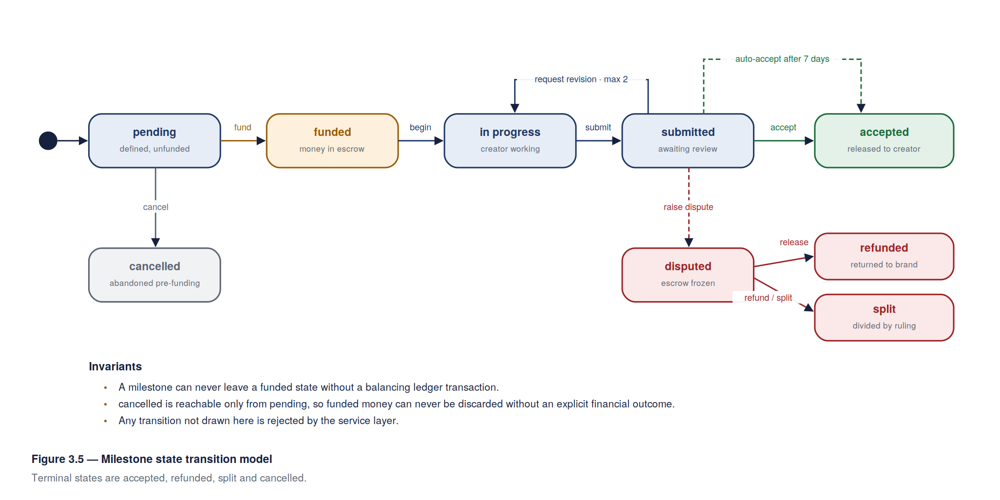 auto-accept after 7 days
request revision · max 2
pending
defined, unfunded
fund
funded
money in escrow
begin
in progress
creator working
submit
submitted
awaiting review
accept
accepted
released to creator
cancel
raise dispute
cancelled
abandoned pre-funding
disputed
escrow frozen
release
refunded
returned to brand
refund / split
split
divided by ruling
Invariants
• A milestone can never leave a funded state without a balancing ledger transaction.
• cancelled is reachable only from pending, so funded money can never be discarded without an explicit financial outcome.
• Any transition not drawn here is rejected by the service layer.
Figure 3.5 — Milestone state transition model
Terminal states are accepted, refunded, split and cancelled.